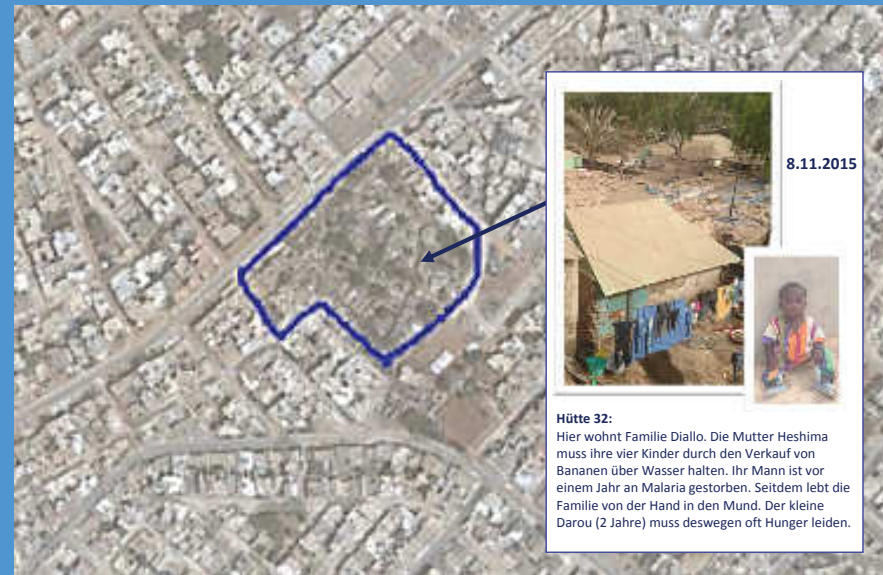 8.11.2015
Hütte 32:
Hier wohnt Familie Diallo. Die Mutter Heshima
muss ihre vier Kinder durch den Verkauf von
Bananen über Wasser halten. Ihr Mann ist vor
einem Jahr an Malaria gestorben. Seitdem lebt die
Familie von der Hand in den Mund. Der kleine
Darou (2 Jahre) muss deswegen oft Hunger leiden.